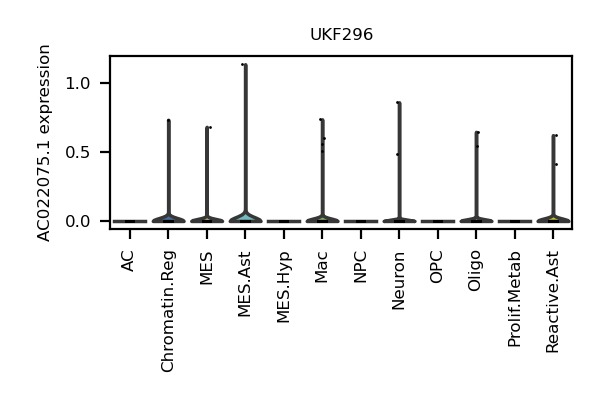 UKF296
AC022075.1 expression
1.0
0.5
0.0
AC
Chromatin.Reg
MES
MES.Ast
MES.Hyp
Mac
NPC
Neuron
OPC
Oligo
Prolif.Metab
Reactive.Ast